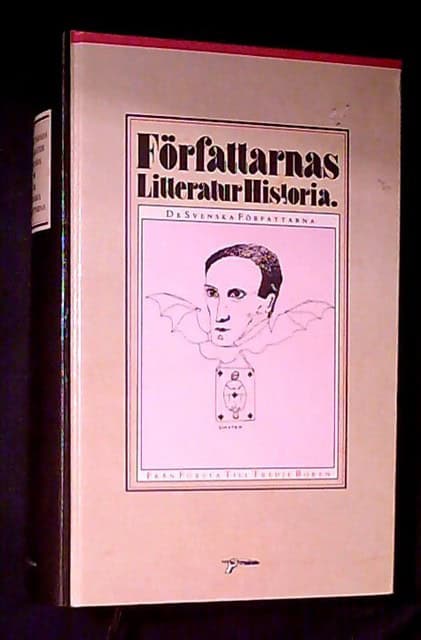 Författarnas
Litteratur Historia.
DE SVENSKA FÖRFATTARNA
FRÅN FÖRSTA TILL TREDJE BOKEN